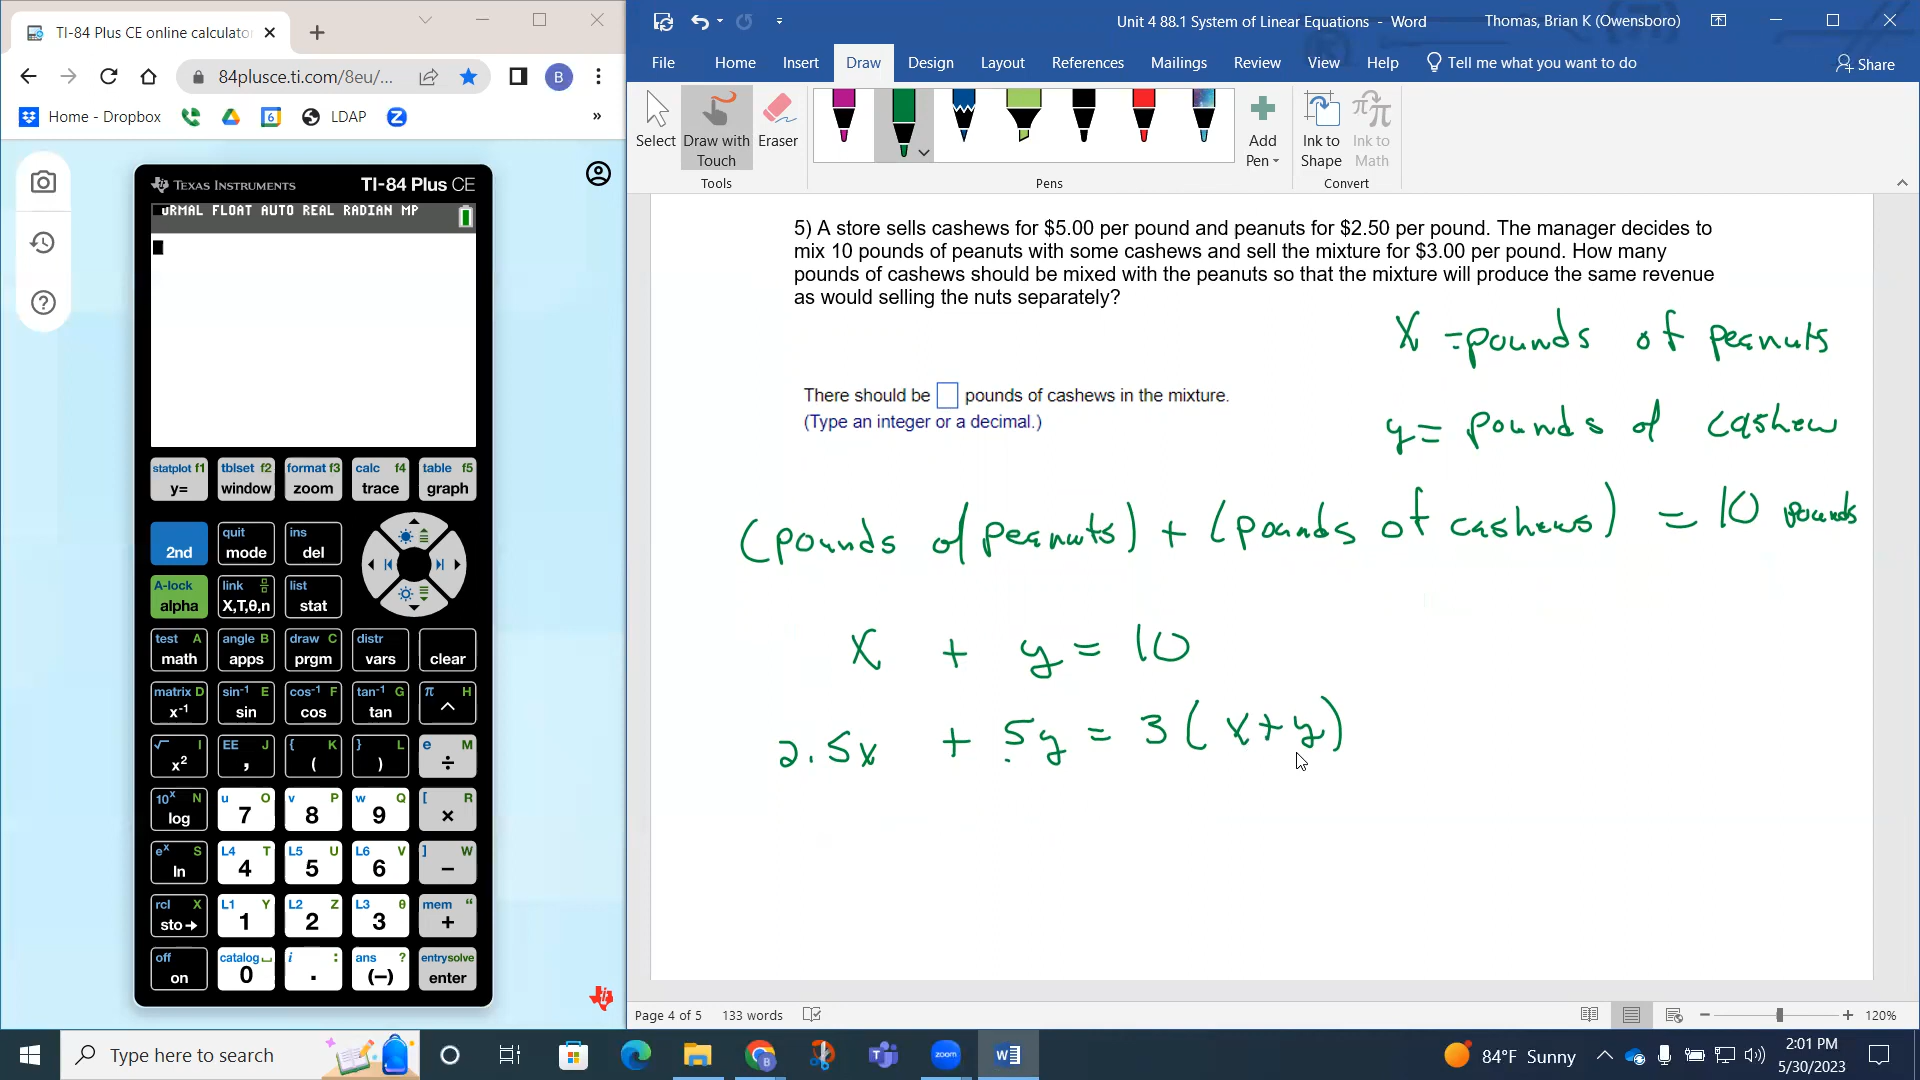 TI-84 Plus CE online calculator
84plusce.ti.com/8eu/...
B
Home - Dropbox
6
LDAP
Z
»
TEXAS INSTRUMENTS TI-84 Plus CE
URMAL FLOAT AUTO REAL RADIAN MP
statplot f1 tblset f2 format f3 calc f4 table f5
y= window zoom trace graph
quit ins
2nd mode del
A-lock link list
alpha X,T,θ,n stat
test A angle B draw C distr
math apps prgm vars clear
matrix D sin-1 E cos-1 F tan-1 G π H
x-1 sin cos tan ^
√ I EE J { K } L e M
x2 , ( ) ÷
10x N u O v P w Q [ R
log 7 8 9 ×
ex S L4 T L5 U L6 V ] W
ln 4 5 6 −
rcl X L1 Y L2 Z L3 θ mem "
sto→ 1 2 3 +
off catalog i : ans ? entry solve
on 0 . (−) enter
Unit 4 88.1 System of Linear Equations - Word
Thomas, Brian K (Owensboro)
File Home Insert Draw Design Layout References Mailings Review View Help Tell me what you want to do Share
Select Draw with Touch Eraser
Add Pen
Ink to Shape
Ink to Math
Tools Pens Convert
5) A store sells cashews for $5.00 per pound and peanuts for $2.50 per pound. The manager decides to
mix 10 pounds of peanuts with some cashews and sell the mixture for $3.00 per pound. How many
pounds of cashews should be mixed with the peanuts so that the mixture will produce the same revenue
as would selling the nuts separately?
x = pounds of peanuts
There should be pounds of cashews in the mixture.
(Type an integer or a decimal.)
y = pounds of cashew
(pounds of peanuts) + (pounds of cashews) = 10 pounds
x + y = 10
2.5x + 5y = 3(x+y)
Page 4 of 5 133 words
120%
Type here to search
zoom
84°F Sunny
2:01 PM
5/30/2023